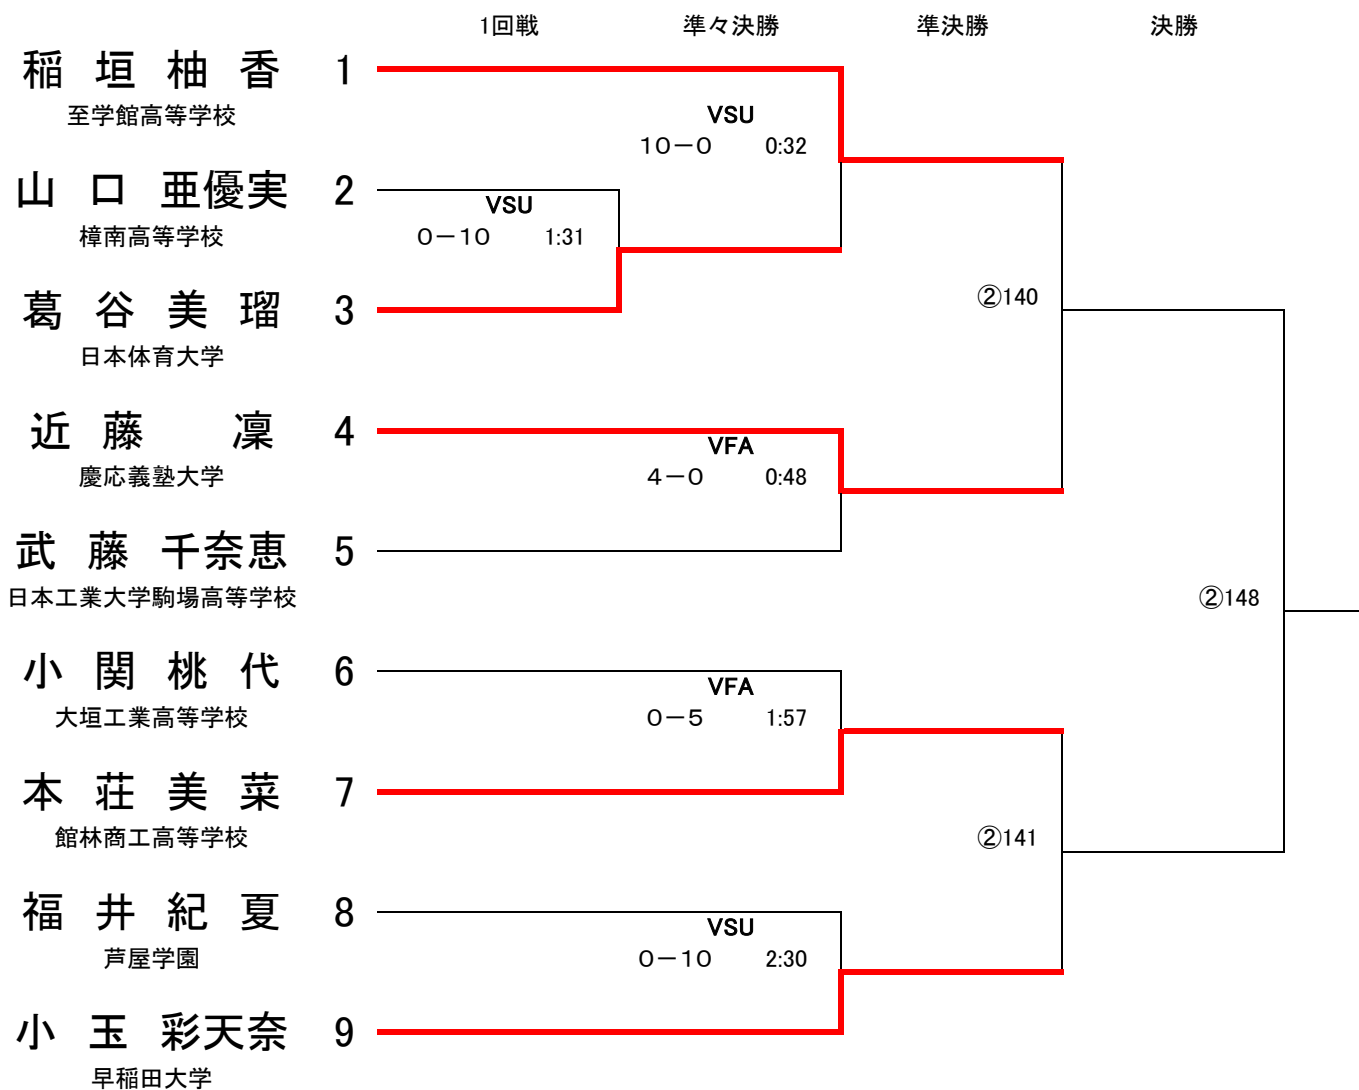 1回戦 準々決勝 準決勝 決勝
稲垣柚香 1
至学館高等学校
VSU
10－0 0:32
山口亜優実 2
樟南高等学校
VSU
0－10 1:31
葛谷美瑠 3
日本体育大学
②140
近藤 凜 4
慶応義塾大学
VFA
4－0 0:48
武藤千奈恵 5
日本工業大学駒場高等学校
②148
小関桃代 6
大垣工業高等学校
VFA
0－5 1:57
本荘美菜 7
館林商工高等学校
②141
福井紀夏 8
芦屋学園
VSU
0－10 2:30
小玉彩天奈 9
早稲田大学